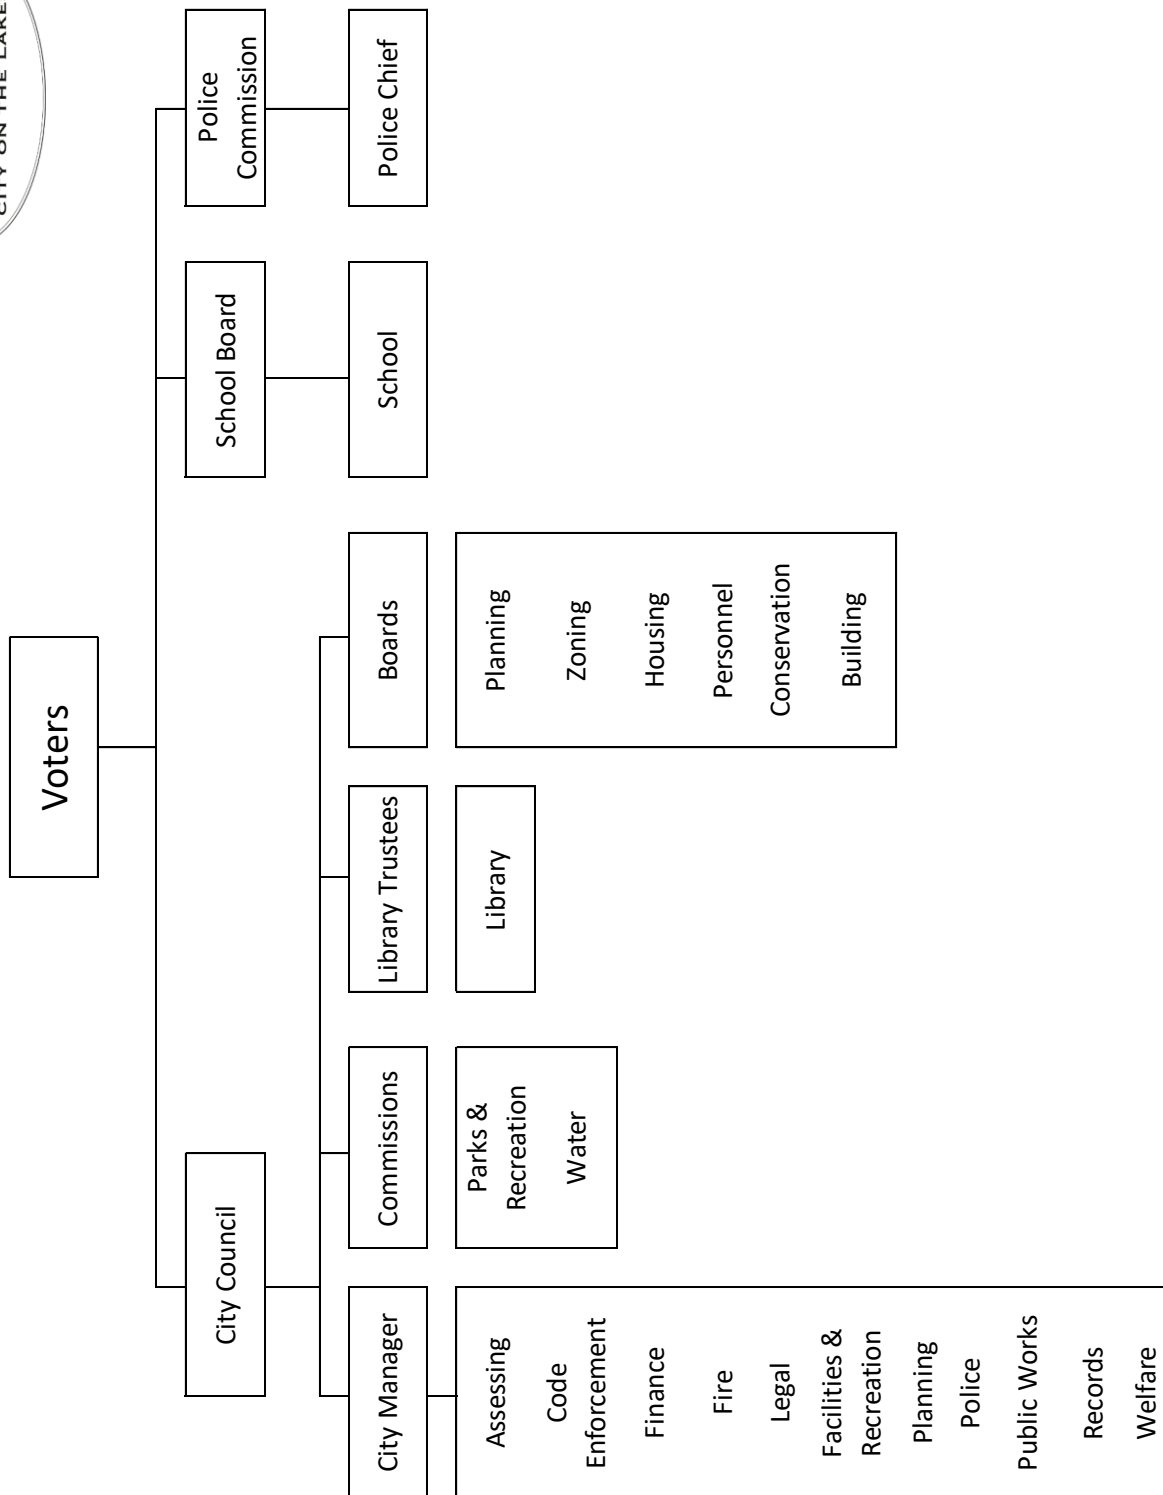 CITY ON THE LAKE
Voters
City Council
School Board
Police
Commission
City Manager
Commissions
Library Trustees
Boards
School
Police Chief
Assessing
Code
Enforcement
Finance
Fire
Legal
Facilities &
Recreation
Planning
Police
Public Works
Records
Welfare
Parks &
Recreation
Water
Library
Planning
Zoning
Housing
Personnel
Conservation
Building